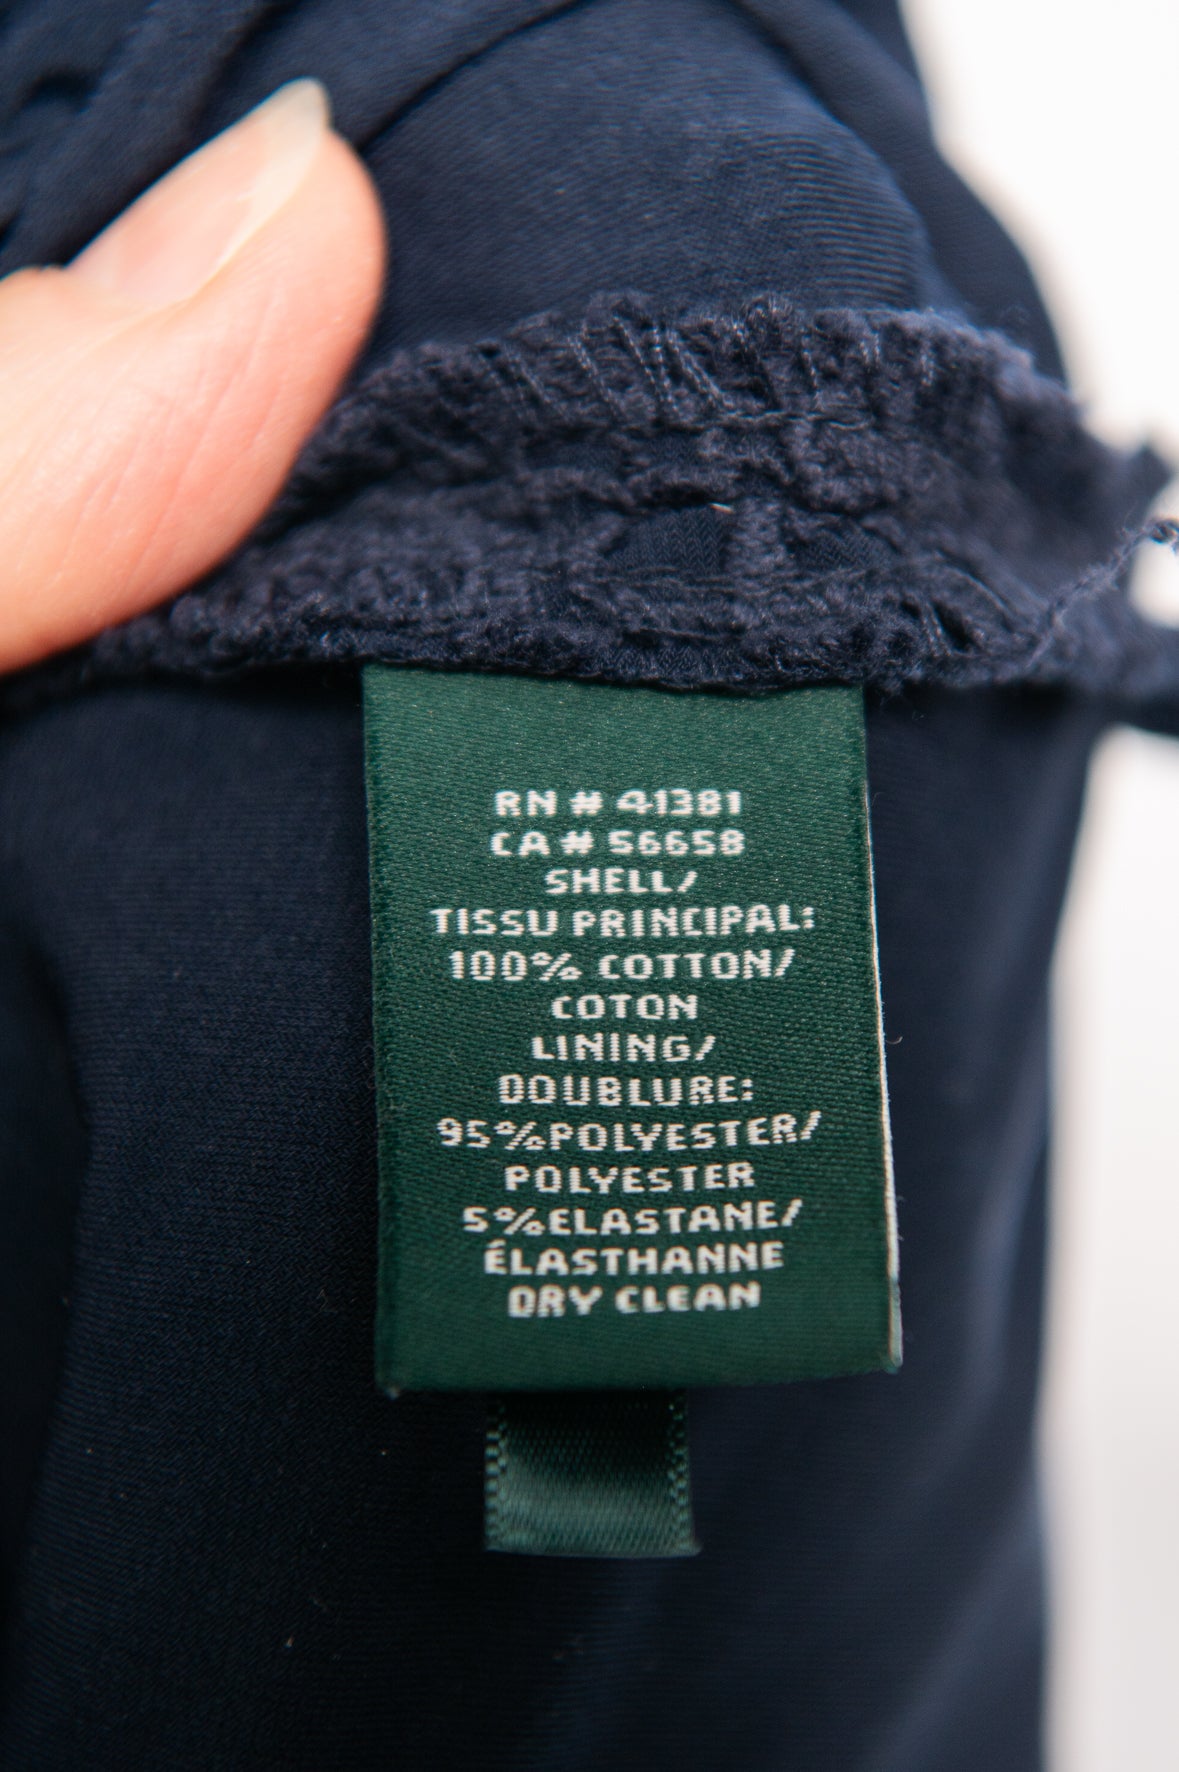 RN # 41381
CA # 56658
SHELL/
TISSU PRINCIPAL:
100% COTTON/
COTON
LINING/
DOUBLURE:
95%POLYESTER/
POLYESTER
5%ELASTANE/
ÉLASTHANNE
DRY CLEAN